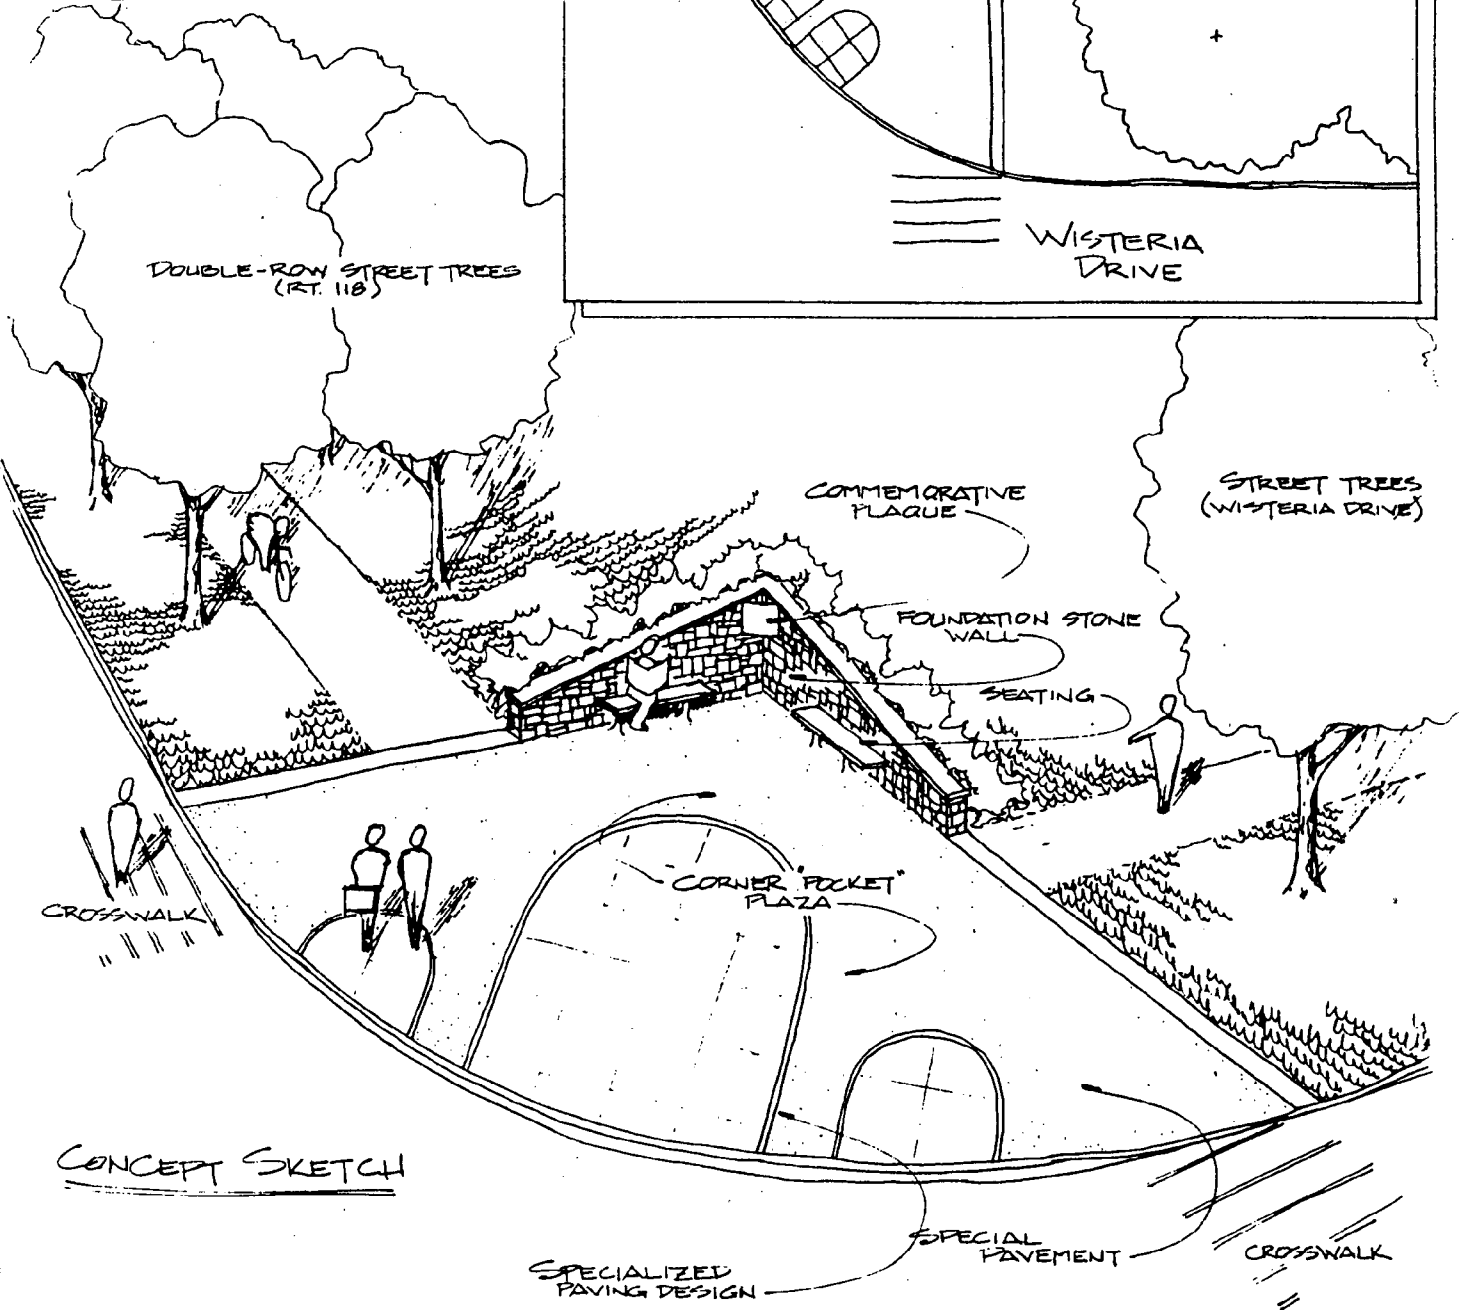 WISTERIA
DRIVE
DOUBLE-ROW STREET TREES
(RT. 118)
COMMEMORATIVE
PLAQUE
STREET TREES
(WISTERIA DRIVE)
FOUNDATION STONE
WALL
SEATING
CORNER "POCKET"
PLAZA
CROSSWALK
CONCEPT SKETCH
SPECIAL
PAVEMENT
CROSSWALK
SPECIALIZED
PAVING DESIGN